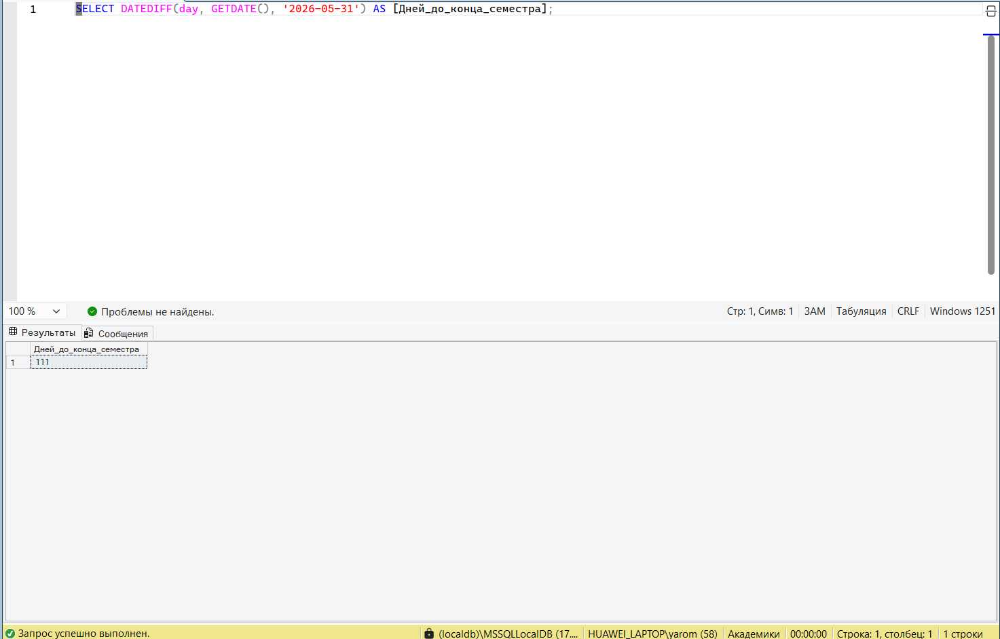 1 SELECT DATEDIFF(day, GETDATE(), '2026-05-31') AS [Дней_до_конца_семестра];
100 % Проблемы не найдены. Стр: 1, Симв: 1 ЗАМ Табуляция CRLF Windows 1251
Результаты Сообщения
Дней_до_конца_семестра
1 111
Запрос успешно выполнен. (localdb)\MSSQLLocalDB (17.... HUAWEI_LAPTOP\yarom (58) Академики 00:00:00 Строка: 1, столбец: 1 1 строки